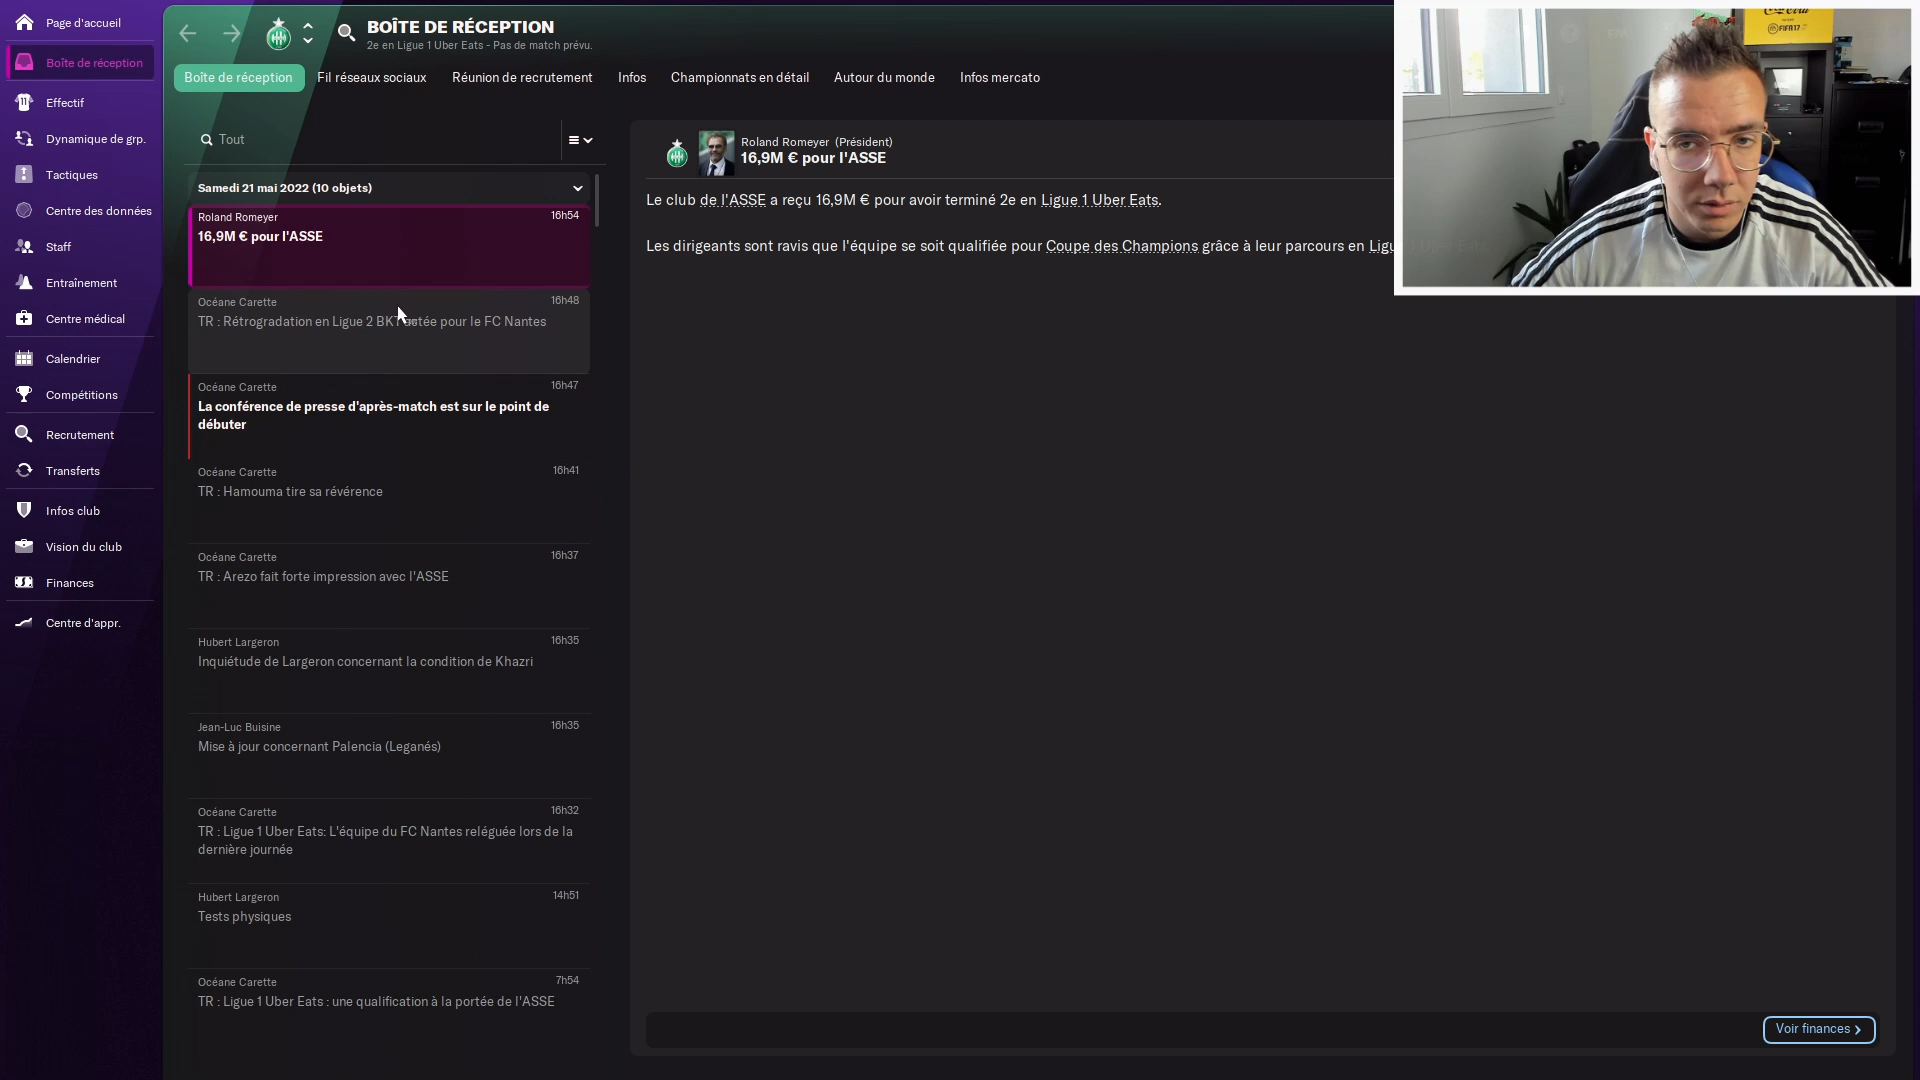 Page d'accueil
Boîte de réception
Effectif
Dynamique de grp.
Tactiques
Centre des données
Staff
Entraînement
Centre médical
Calendrier
Compétitions
Recrutement
Transferts
Infos club
Vision du club
Finances
Centre d'appr.
BOÎTE DE RÉCEPTION
2e en Ligue 1 Uber Eats - Pas de match prévu.
Boîte de réception
Fil réseaux sociaux
Réunion de recrutement
Infos
Championnats en détail
Autour du monde
Infos mercato
Tout
Samedi 21 mai 2022 (10 objets)
Roland Romeyer 16h54
16,9M € pour l'ASSE
Océane Carette 16h48
TR : Rétrogradation en Ligue 2 BKT pour le FC Nantes
Océane Carette 16h47
La conférence de presse d'après-match est sur le point de
débuter
Océane Carette 16h41
TR : Hamouma tire sa révérence
Océane Carette 16h37
TR : Arezo fait forte impression avec l'ASSE
Hubert Largeron 16h35
Inquiétude de Largeron concernant la condition de Khazri
Jean-Luc Buisine 16h35
Mise à jour concernant Palencia (Leganés)
Océane Carette 16h32
TR : Ligue 1 Uber Eats: L'équipe du FC Nantes reléguée lors de la
dernière journée
Hubert Largeron 14h51
Tests physiques
Océane Carette 7h54
TR : Ligue 1 Uber Eats : une qualification à la portée de l'ASSE
Roland Romeyer (Président)
16,9M € pour l'ASSE
Le club de l'ASSE a reçu 16,9M € pour avoir terminé 2e en Ligue 1 Uber Eats.
Les dirigeants sont ravis que l'équipe se soit qualifiée pour Coupe des Champions grâce à leur parcours en
Voir finances
FIFA 17